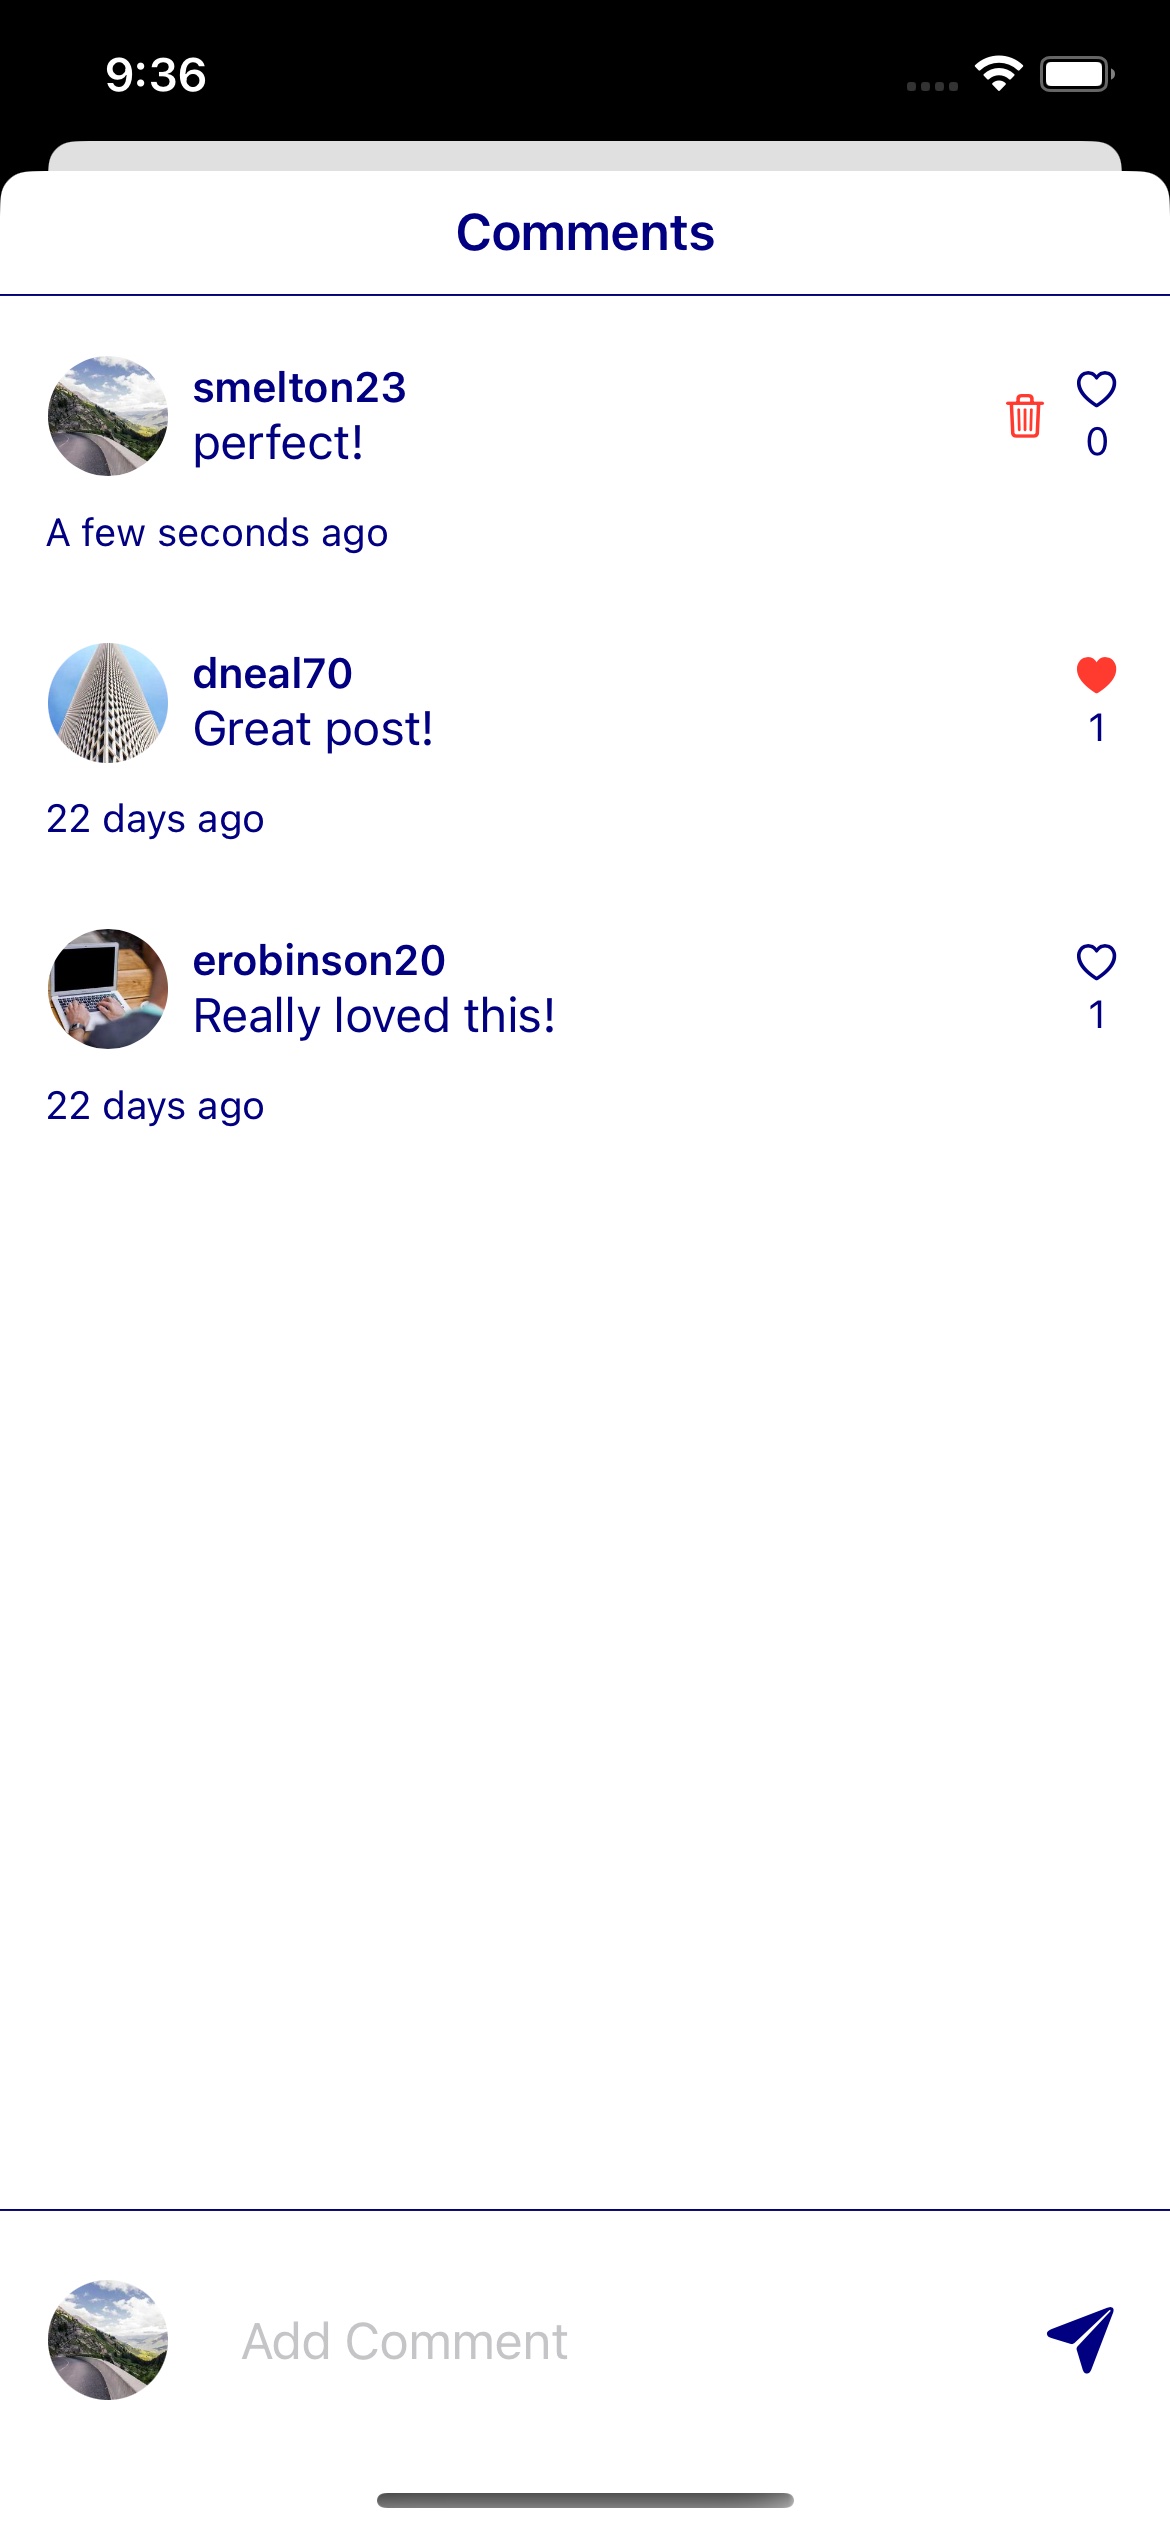 9:36
Comments
smelton23
perfect!
0
A few seconds ago
dneal70
Great post!
1
22 days ago
erobinson20
Really loved this!
1
22 days ago
Add Comment